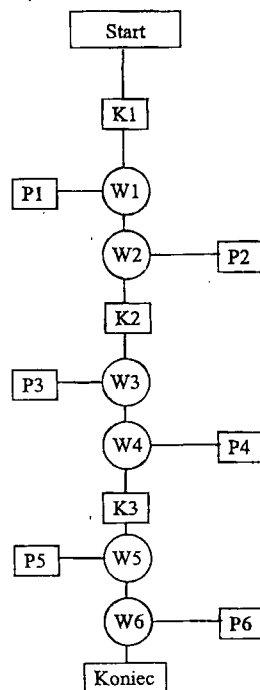 Start
K1
P1 W1
W2 P2
K2
P3 W3
W4 P4
K3
P5 W5
W6 P6
Koniec